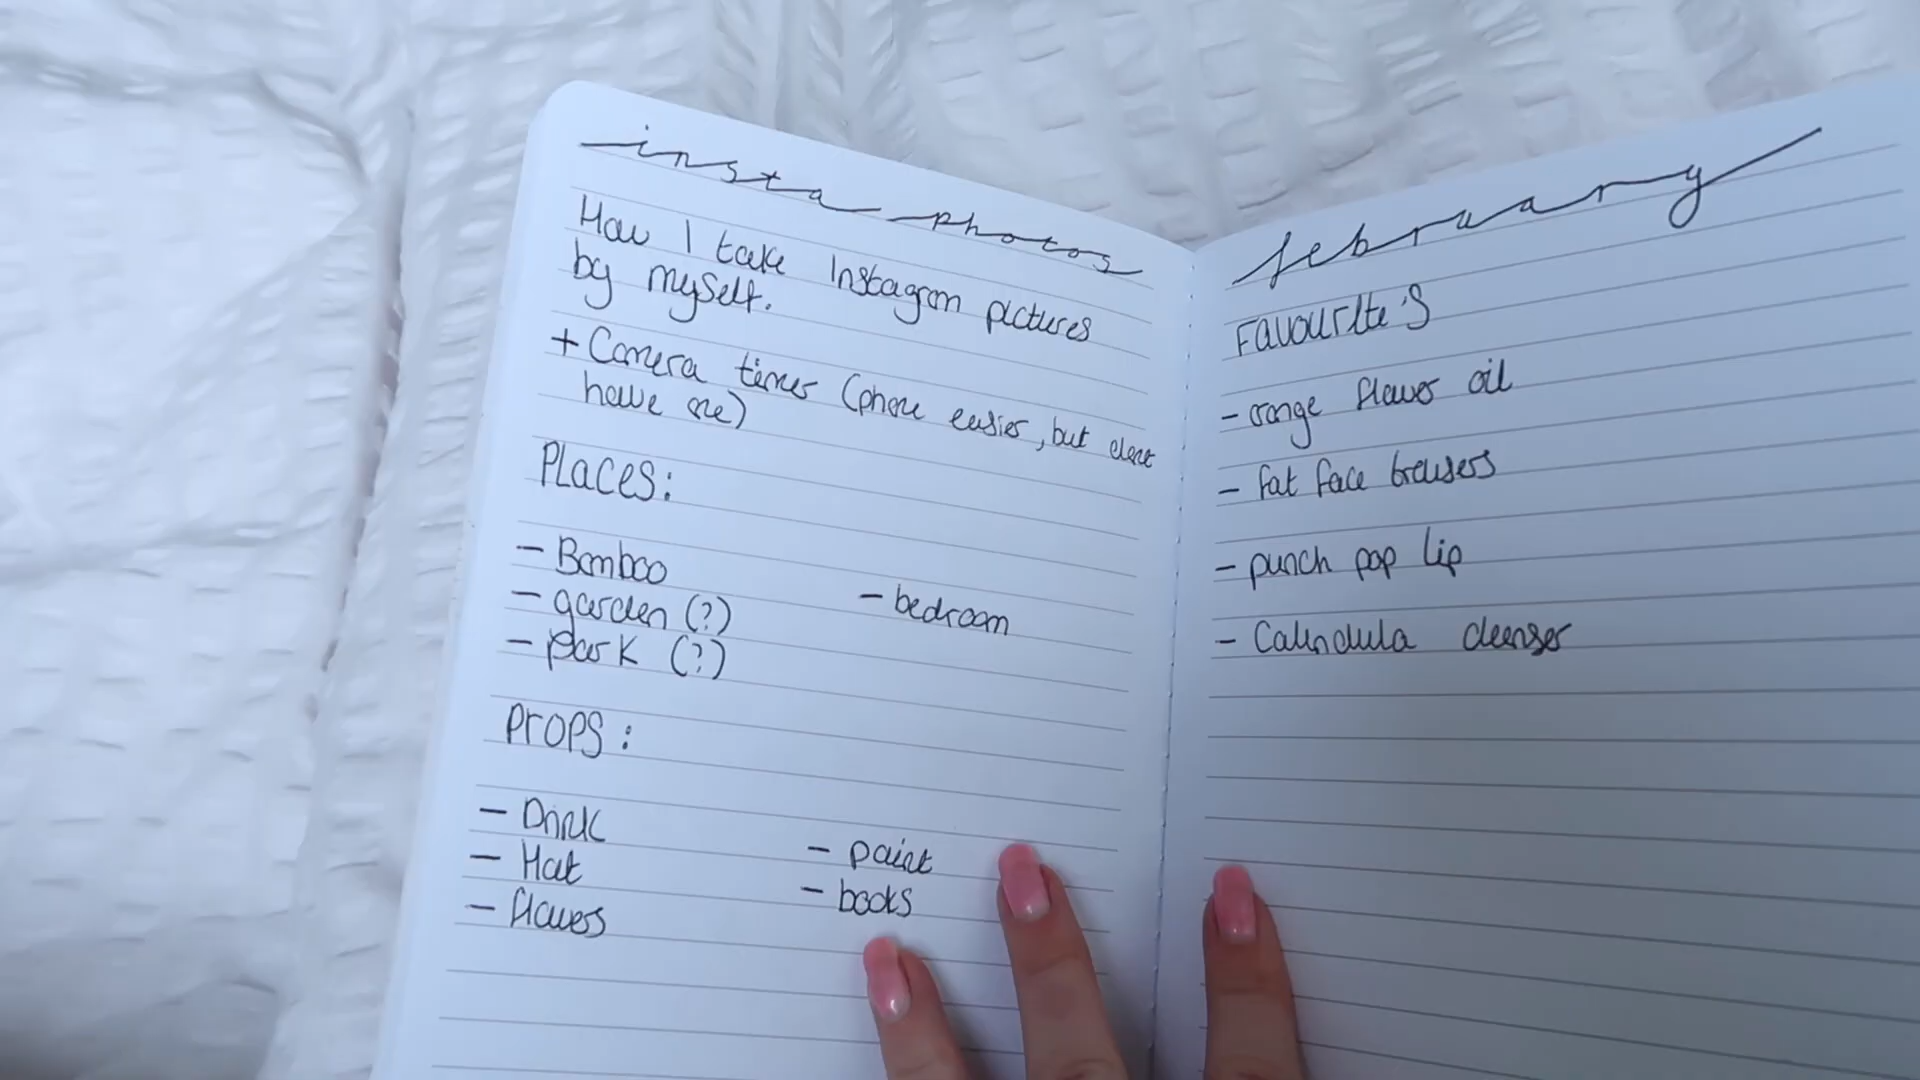 insta photos
How I take Instagram pictures
by myself.
+ Camera timer (phone easier, but dont
have one)
PLACES:
- Bamboo
- garden (?)
- park (?)
- bedroom
PROPS:
- Drink
- Hat
- flowers
- paint
- books
february
FAVOURITE'S
- orange flower oil
- fat face trousers
- punch pop lip
- Calendula cleanser